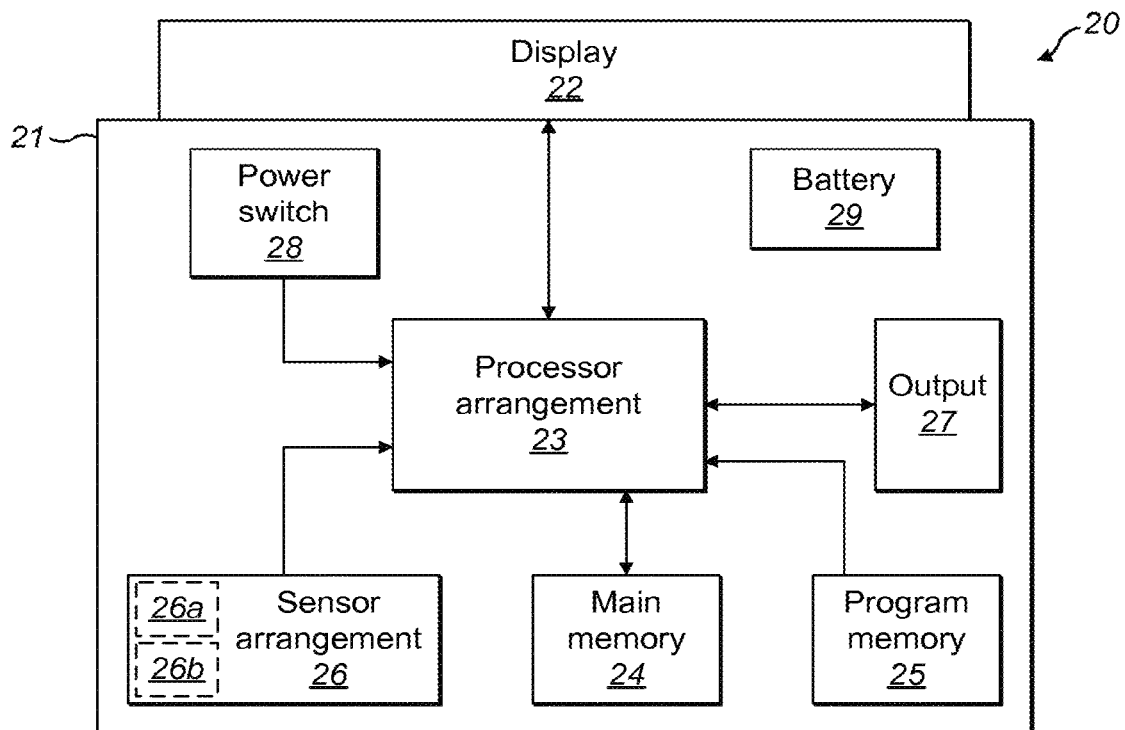 20
Display
22
21
Power
switch
28
Battery
29
Processor
arrangement
23
Output
27
26a
26b
Sensor
arrangement
26
Main
memory
24
Program
memory
25